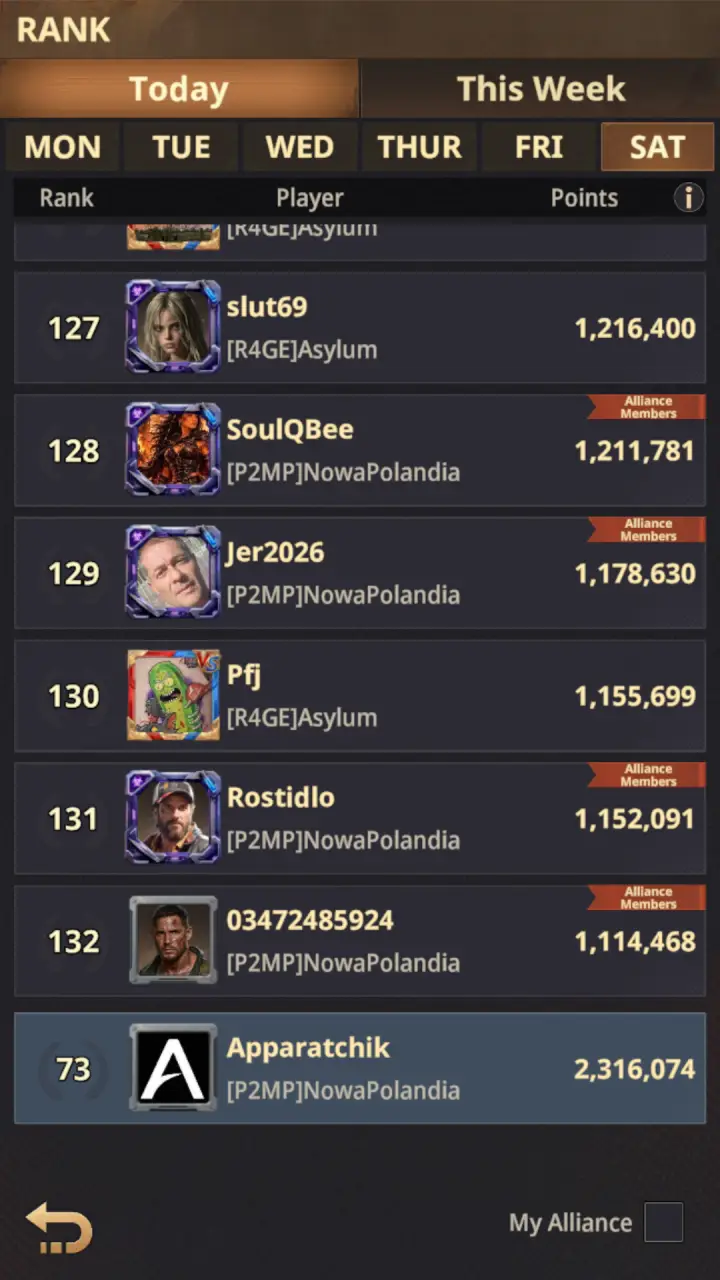 RANK
Today
This Week
MON
TUE
WED
THUR
FRI
SAT
Rank
Player
Points
[R4GE]Asylum
127
slut69
[R4GE]Asylum
1,216,400
Alliance
Members
128
SoulQBee
[P2MP]NowaPolandia
1,211,781
Alliance
Members
129
Jer2026
[P2MP]NowaPolandia
1,178,630
130
Pfj
[R4GE]Asylum
1,155,699
Alliance
Members
131
Rostidlo
[P2MP]NowaPolandia
1,152,091
Alliance
Members
132
03472485924
[P2MP]NowaPolandia
1,114,468
73
Apparatchik
[P2MP]NowaPolandia
2,316,074
My Alliance